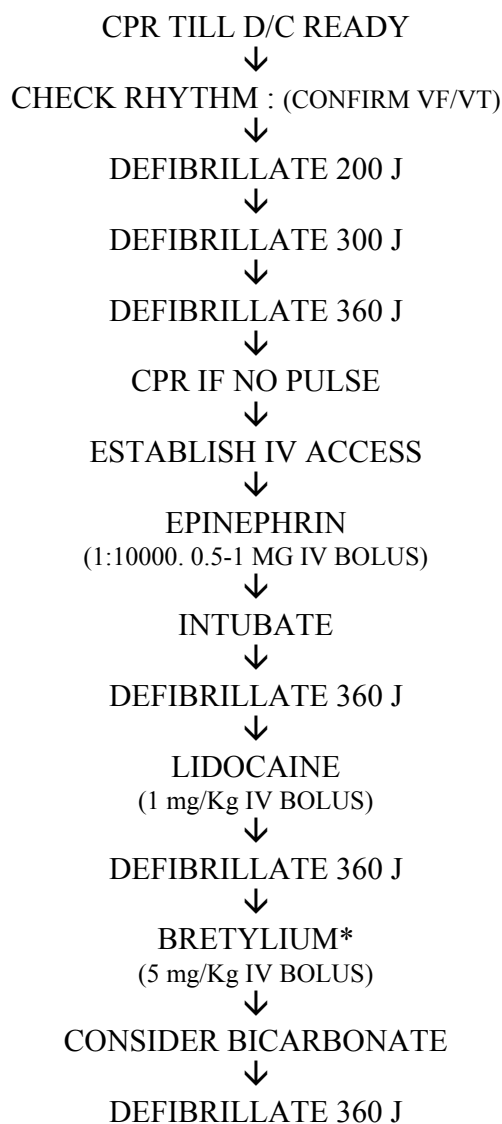 CPR TILL D/C READY
↓
CHECK RHYTHM : (CONFIRM VF/VT)
↓
DEFIBRILLATE 200 J
↓
DEFIBRILLATE 300 J
↓
DEFIBRILLATE 360 J
↓
CPR IF NO PULSE
↓
ESTABLISH IV ACCESS
↓
EPINEPHRIN
(1:10000. 0.5-1 MG IV BOLUS)
↓
INTUBATE
↓
DEFIBRILLATE 360 J
↓
LIDOCAINE
(1 mg/Kg IV BOLUS)
↓
DEFIBRILLATE 360 J
↓
BRETYLIUM*
(5 mg/Kg IV BOLUS)
↓
CONSIDER BICARBONATE
↓
DEFIBRILLATE 360 J